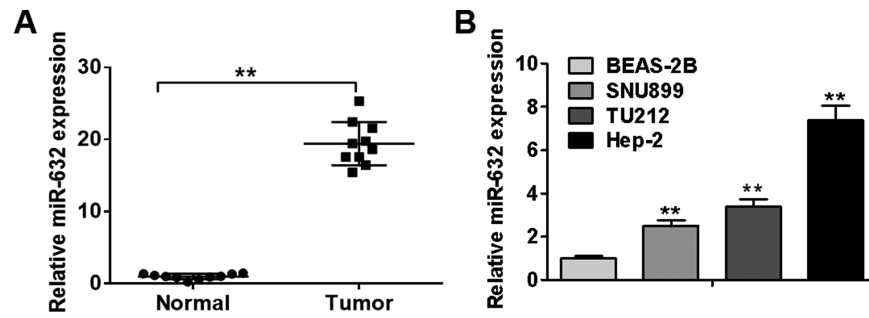 A
Relative miR-632 expression
30
20
10
0
**
Normal
Tumor
B
Relative miR-632 expression
10
8
6
4
2
0
BEAS-2B
SNU899
TU212
Hep-2
**
**
**